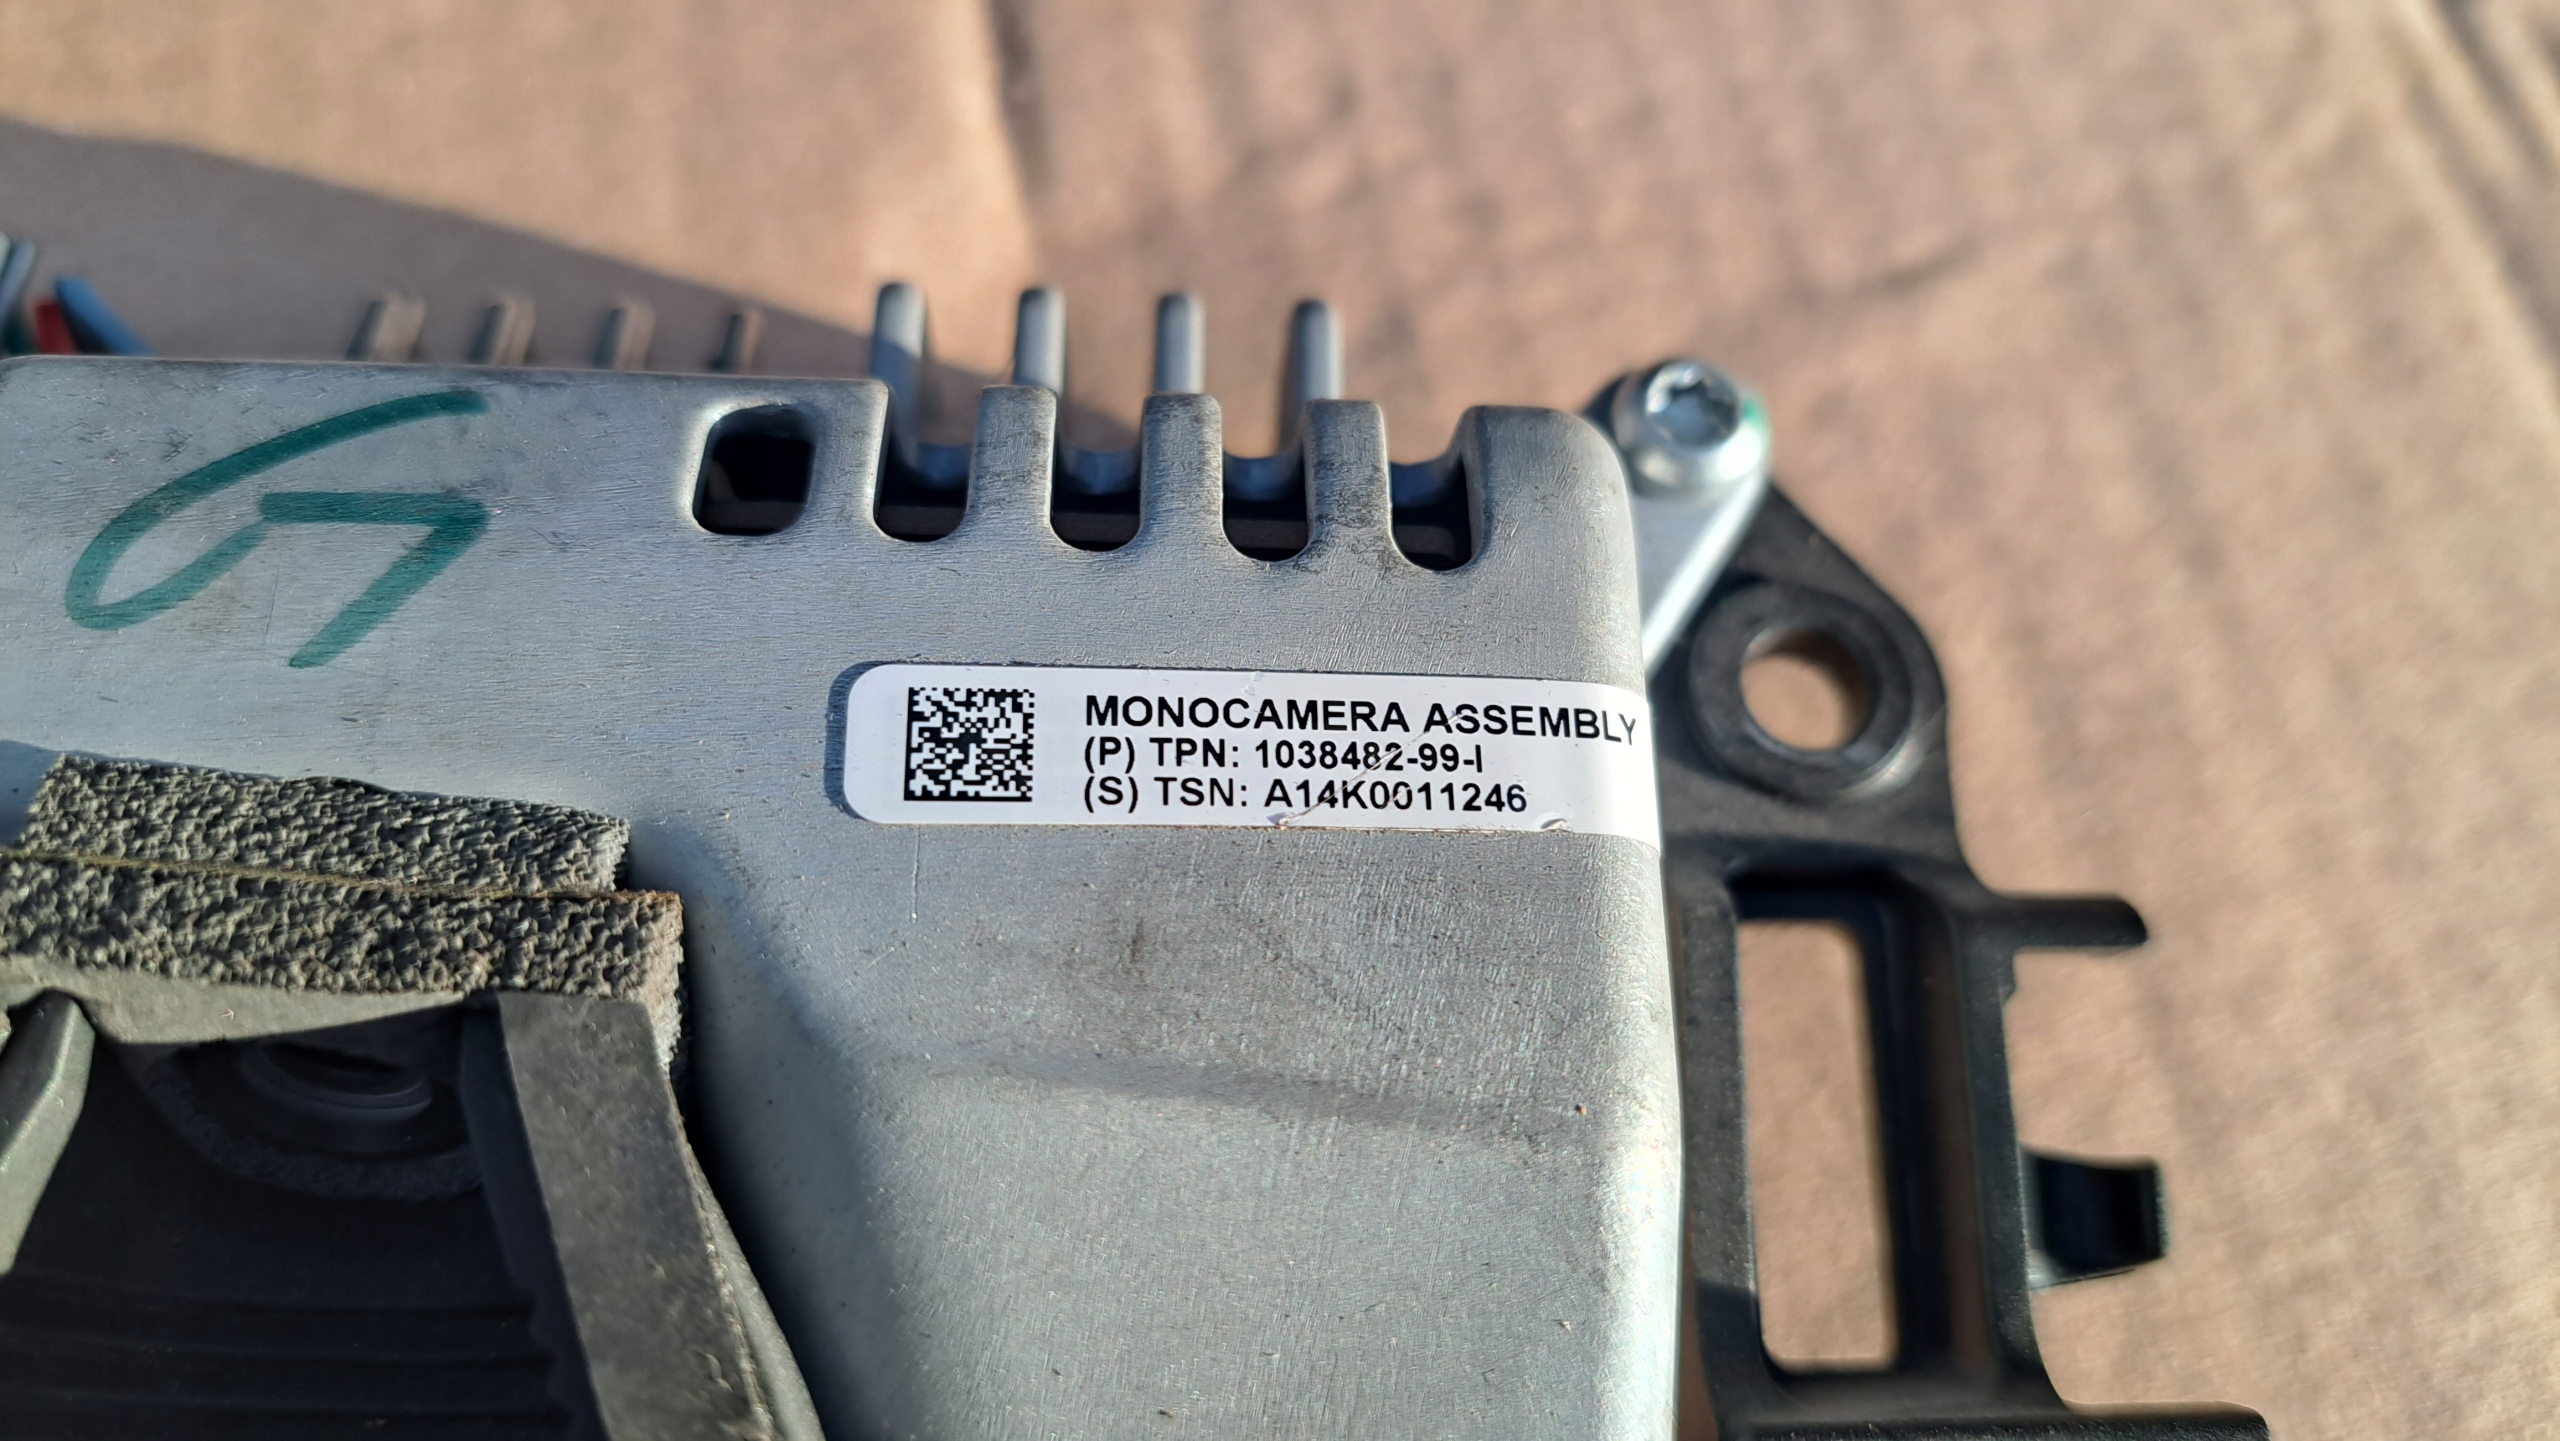 MONOCAMERA ASSEMBLY
(P) TPN: 1038482-99-I
(S) TSN: A14K0011246